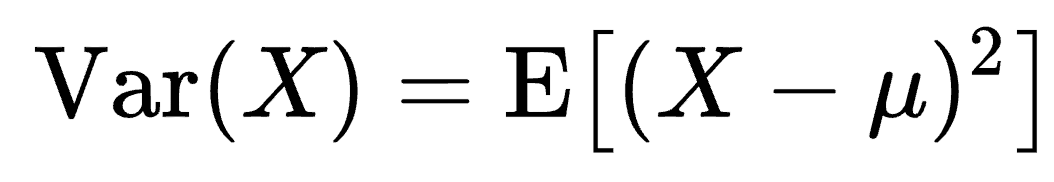 Var(X) = E[(X − μ)²]